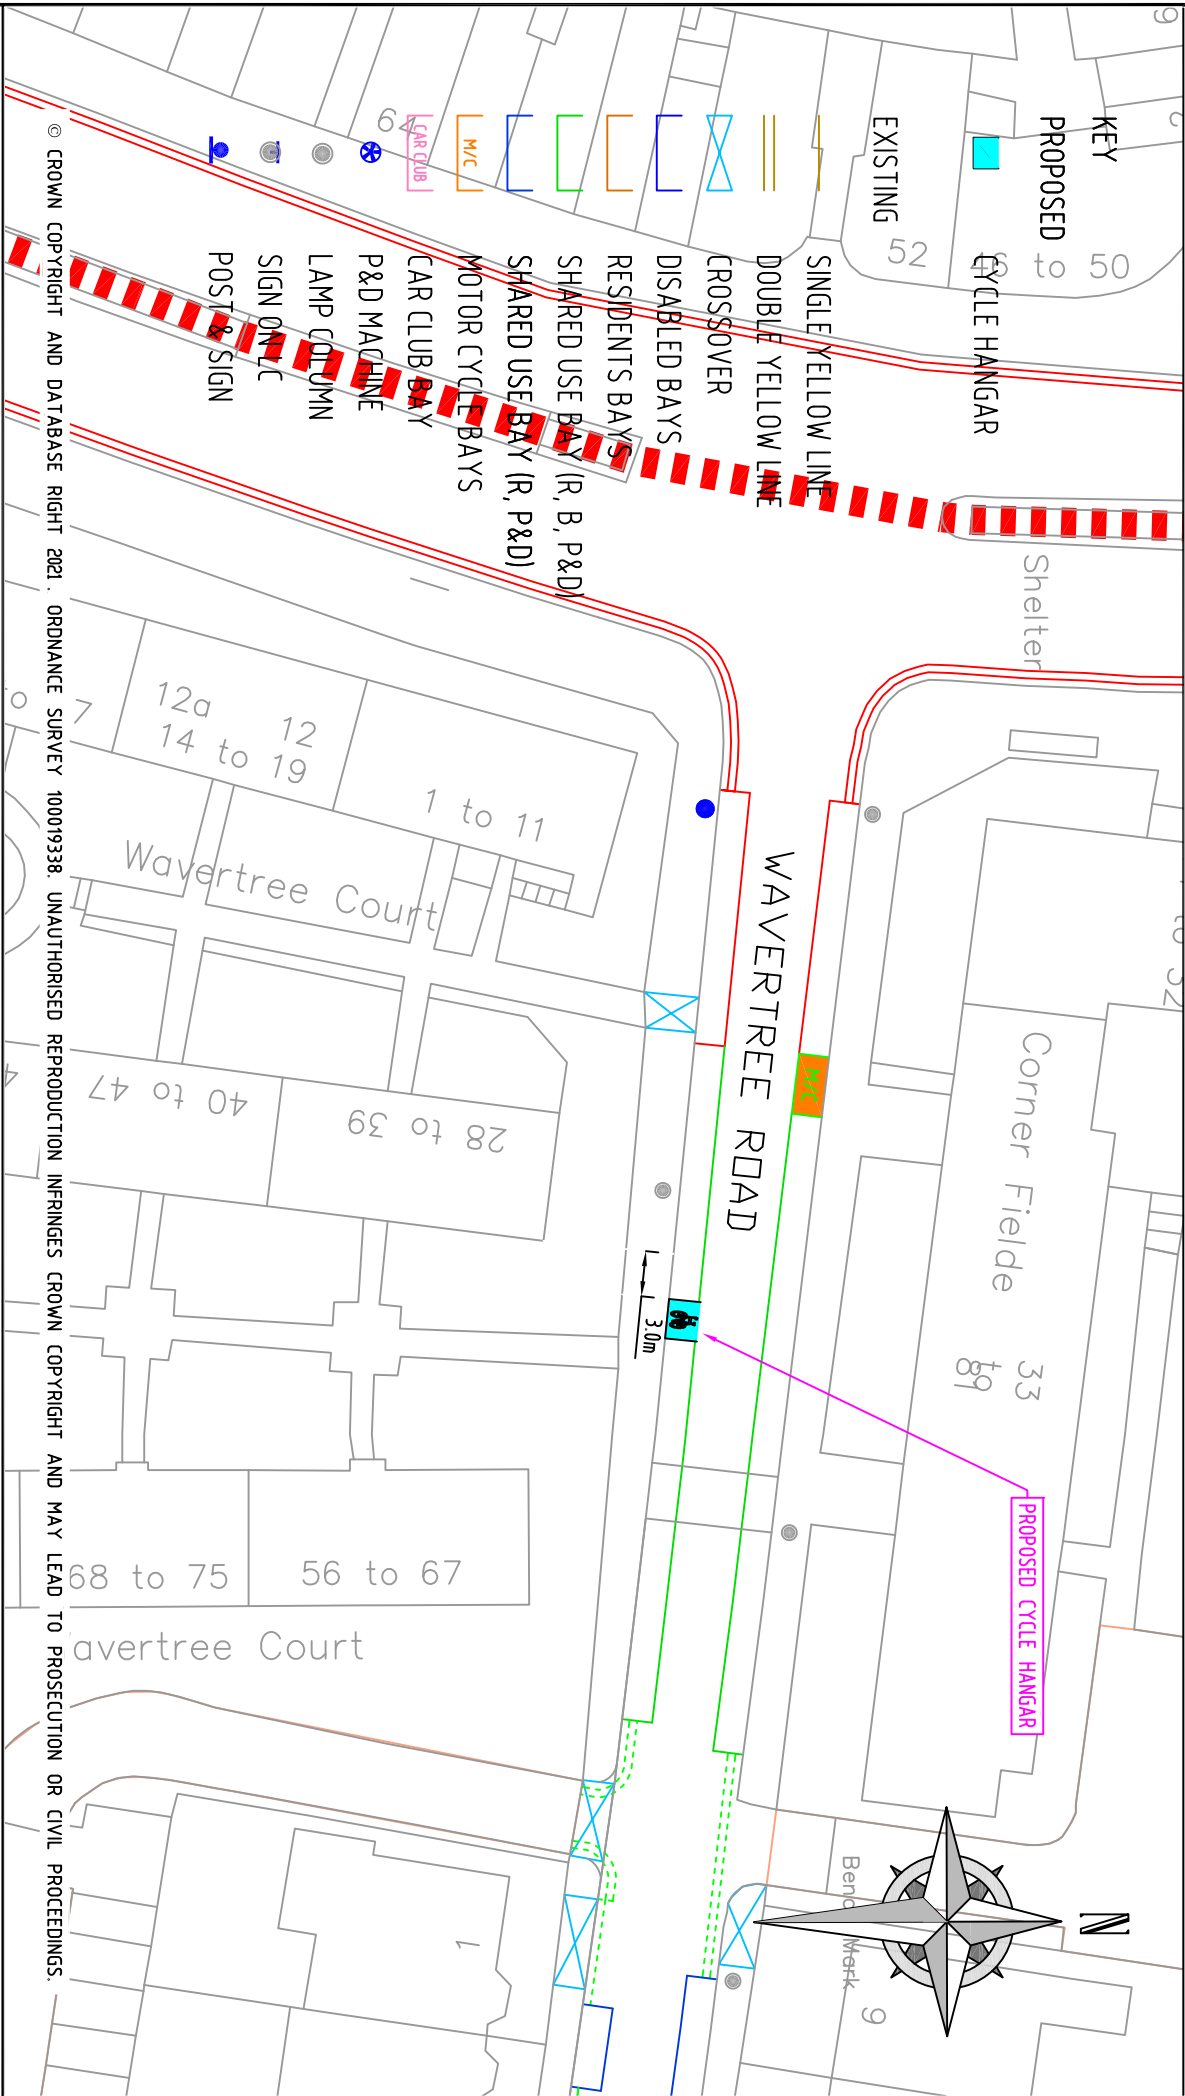 KEY
PROPOSED
CYCLE HANGAR
EXISTING
SINGLE YELLOW LINE
DOUBLE YELLOW LINE
CROSSOVER
DISABLED BAYS
RESIDENTS BAYS
SHARED USE BAY (R, B, P&D)
SHARED USE BAY (R, P&D)
M/C
MOTOR CYCLE BAYS
CAR CLUB
CAR CLUB BAY
P&D MACHINE
LAMP COLUMN
SIGN ON LC
POST & SIGN
64
52
46 to 50
Shelter
12a
12
14 to 19
1 to 11
Wavertree Court
40 to 47
28 to 39
WAVERTREE ROAD
M/C
Corner Fielde
33
to
81
3.0m
PROPOSED CYCLE HANGAR
68 to 75
56 to 67
avertree Court
1
Bench Mark
9
N
© CROWN COPYRIGHT AND DATABASE RIGHT 2021. ORDNANCE SURVEY 100019338. UNAUTHORISED REPRODUCTION INFRINGES CROWN COPYRIGHT AND MAY LEAD TO PROSECUTION OR CIVIL PROCEEDINGS.